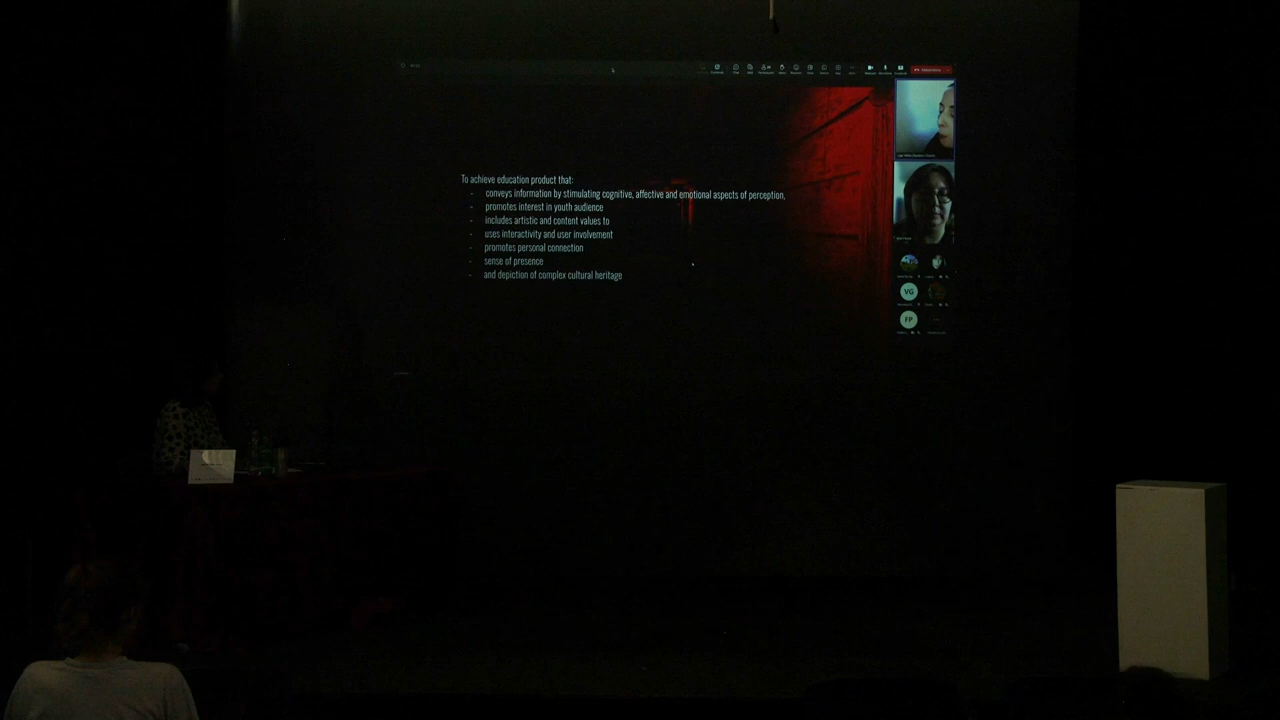 To achieve education product that:
- conveys information by stimulating cognitive, affective and emotional aspects of perception,
- promotes interest in youth audience
- includes artistic and content values to
- uses interactivity and user involvement
- promotes personal connection
- sense of presence
- and depiction of complex cultural heritage
VG
FP